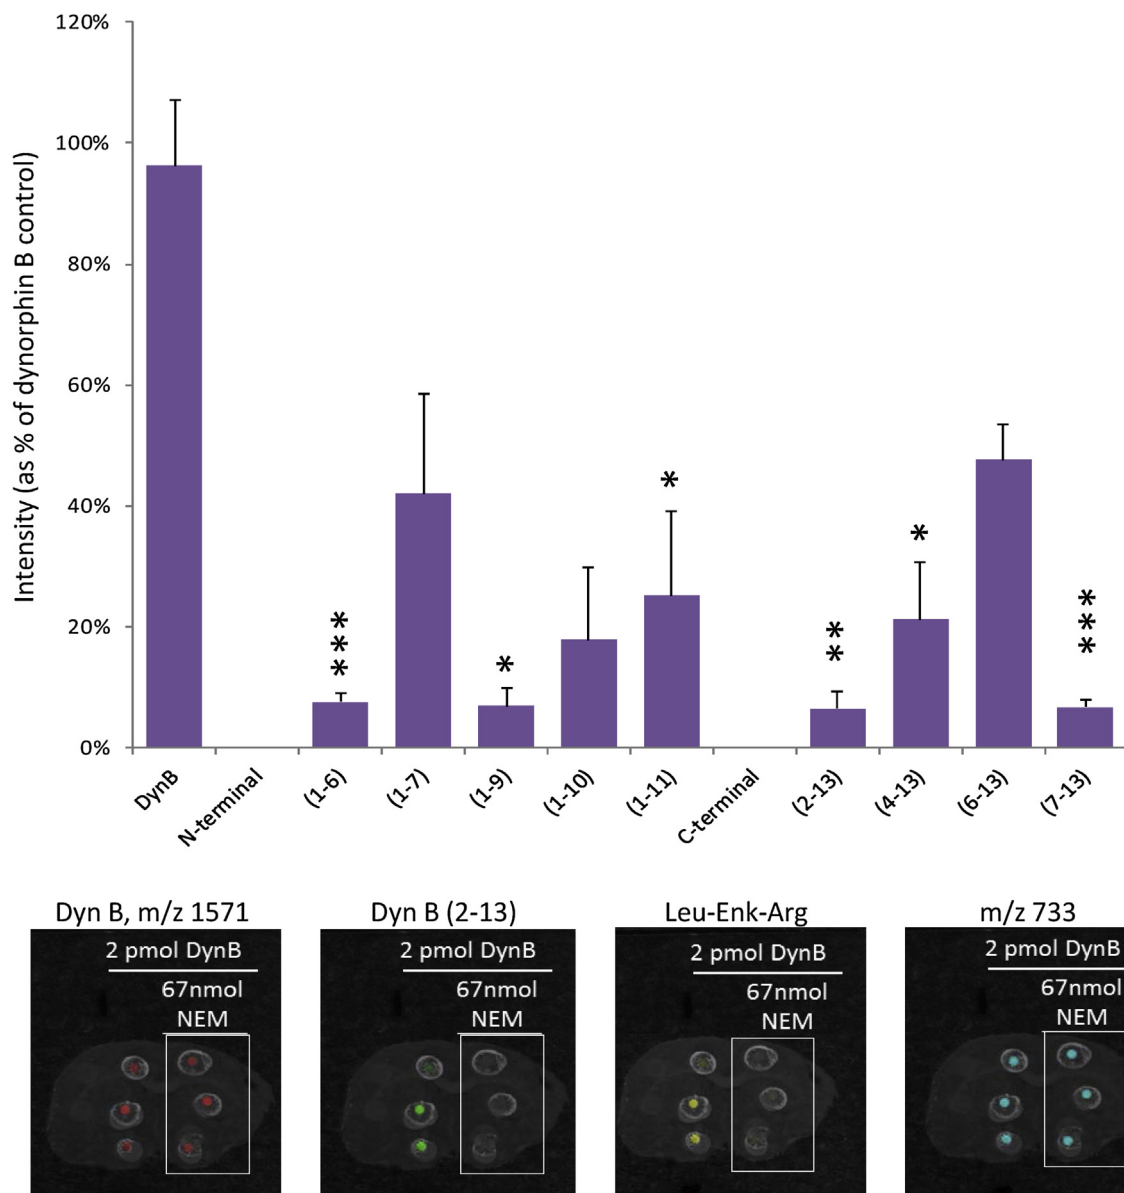 120%
100%
80%
60%
40%
20%
0%
Intensity (as % of dynorphin B control)
***
*
*
**
*
***
DynB
N-terminal
(1-6)
(1-7)
(1-9)
(1-10)
(1-11)
C-terminal
(2-13)
(4-13)
(6-13)
(7-13)
Dyn B, m/z 1571
2 pmol DynB
67nmol
NEM
Dyn B (2-13)
2 pmol DynB
67nmol
NEM
Leu-Enk-Arg
2 pmol DynB
67nmol
NEM
m/z 733
2 pmol DynB
67nmol
NEM